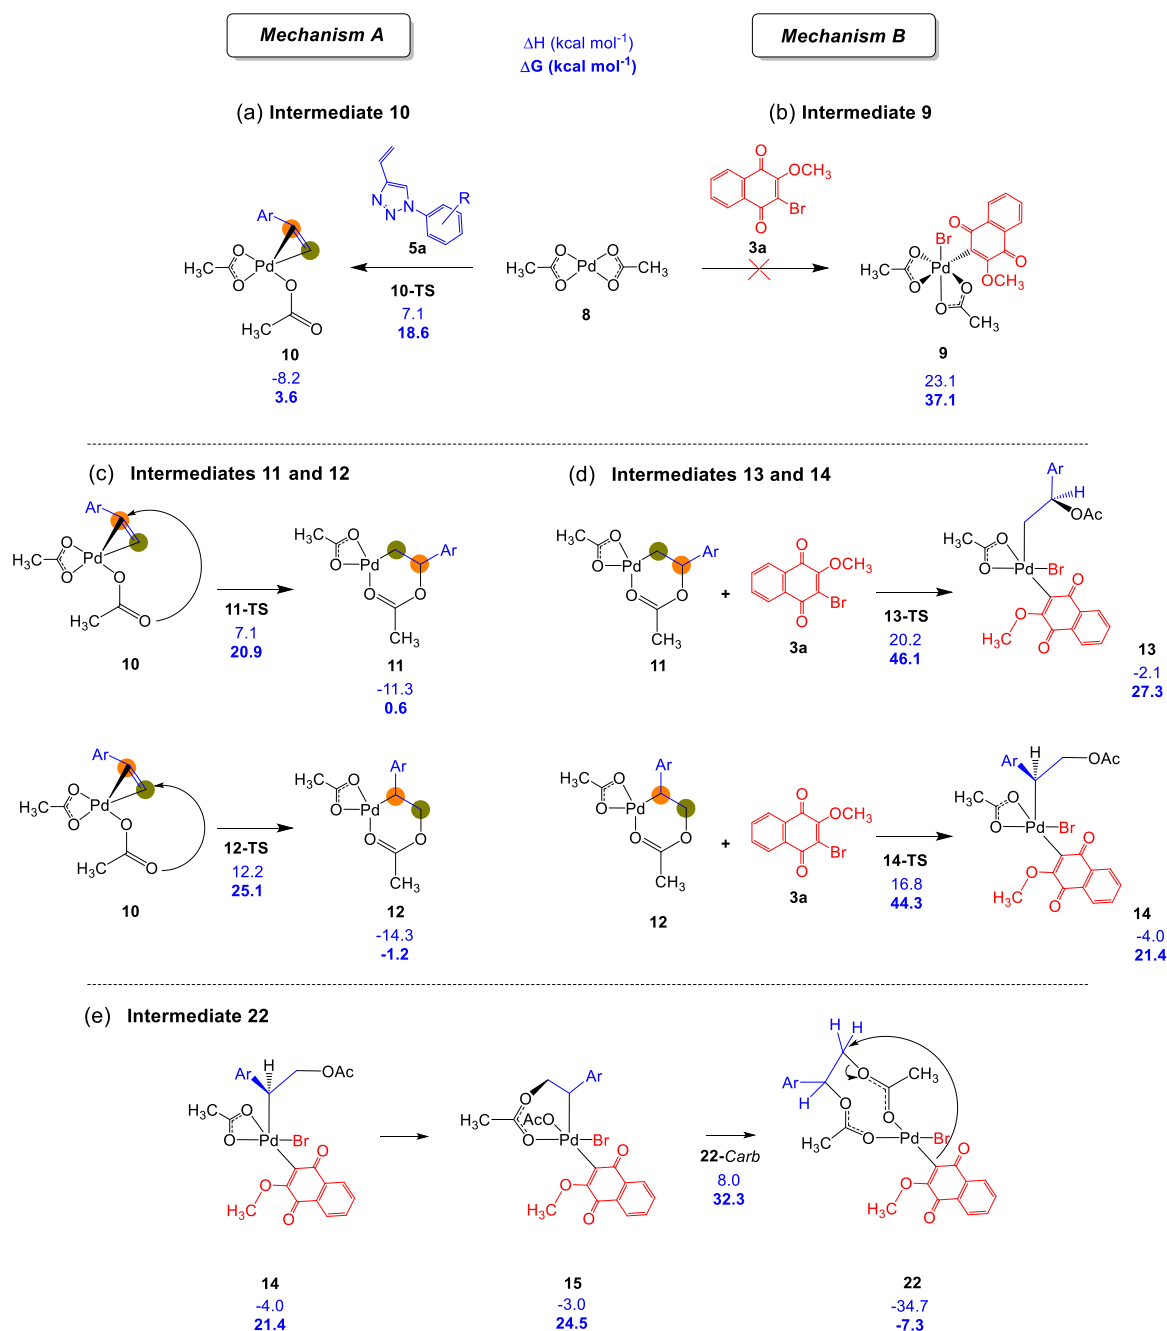 Mechanism A
ΔH (kcal mol-1)
ΔG (kcal mol-1)
Mechanism B
(a) Intermediate 10
(b) Intermediate 9
Ar
H3C
O
O
Pd
O
H3C
O
10
-8.2
3.6
N
N
N
R
5a
10-TS
7.1
18.6
H3C
O
O
Pd
O
O
CH3
8
O
O
OCH3
Br
3a
H3C
O
O
Br
Pd
O
O
CH3
O
O
OCH3
9
23.1
37.1
(c) Intermediates 11 and 12
Ar
H3C
O
O
Pd
O
H3C
O
10
11-TS
7.1
20.9
H3C
O
O
Pd
Ar
O
O
CH3
11
-11.3
0.6
Ar
H3C
O
O
Pd
O
H3C
O
10
12-TS
12.2
25.1
H3C
O
O
Pd
Ar
O
O
CH3
12
-14.3
-1.2
(d) Intermediates 13 and 14
H3C
O
O
Pd
Ar
O
O
CH3
11
+
O
O
OCH3
Br
3a
13-TS
20.2
46.1
Ar
H
OAc
H3C
O
O
Pd
Br
O
H3C
O
O
13
-2.1
27.3
H3C
O
O
Pd
Ar
O
O
CH3
12
+
O
O
OCH3
Br
3a
14-TS
16.8
44.3
H
Ar
OAc
H3C
O
O
Pd
Br
O
H3C
O
O
14
-4.0
21.4
(e) Intermediate 22
H
Ar
OAc
H3C
O
O
Pd
Br
O
H3C
O
O
14
-4.0
21.4
Ar
O
H3C
O
AcO
Pd
Br
O
H3C
O
O
15
-3.0
24.5
22-Carb
8.0
32.3
H
H
Ar
H
O
CH3
O
O
H3C
O
Pd
Br
O
H3C
O
O
22
-34.7
-7.3